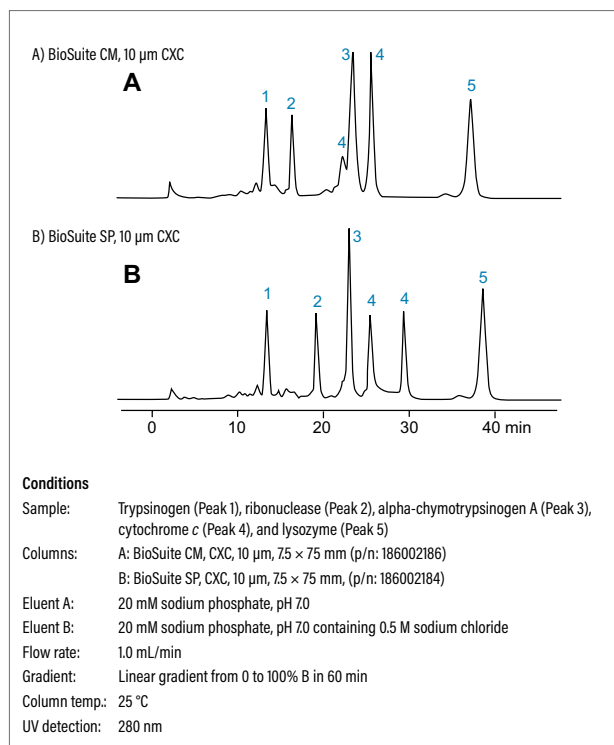 A) BioSuite CM, 10 µm CXC
A
3
4
1
2
4
5
B) BioSuite SP, 10 µm CXC
B
3
1
2
4
4
5
0 10 20 30 40 min
Conditions
Sample: Trypsinogen (Peak 1), ribonuclease (Peak 2), alpha-chymotrypsinogen A (Peak 3),
cytochrome c (Peak 4), and lysozyme (Peak 5)
Columns: A: BioSuite CM, CXC, 10 µm, 7.5 × 75 mm (p/n: 186002186)
B: BioSuite SP, CXC, 10 µm, 7.5 × 75 mm, (p/n: 186002184)
Eluent A: 20 mM sodium phosphate, pH 7.0
Eluent B: 20 mM sodium phosphate, pH 7.0 containing 0.5 M sodium chloride
Flow rate: 1.0 mL/min
Gradient: Linear gradient from 0 to 100% B in 60 min
Column temp.: 25 °C
UV detection: 280 nm